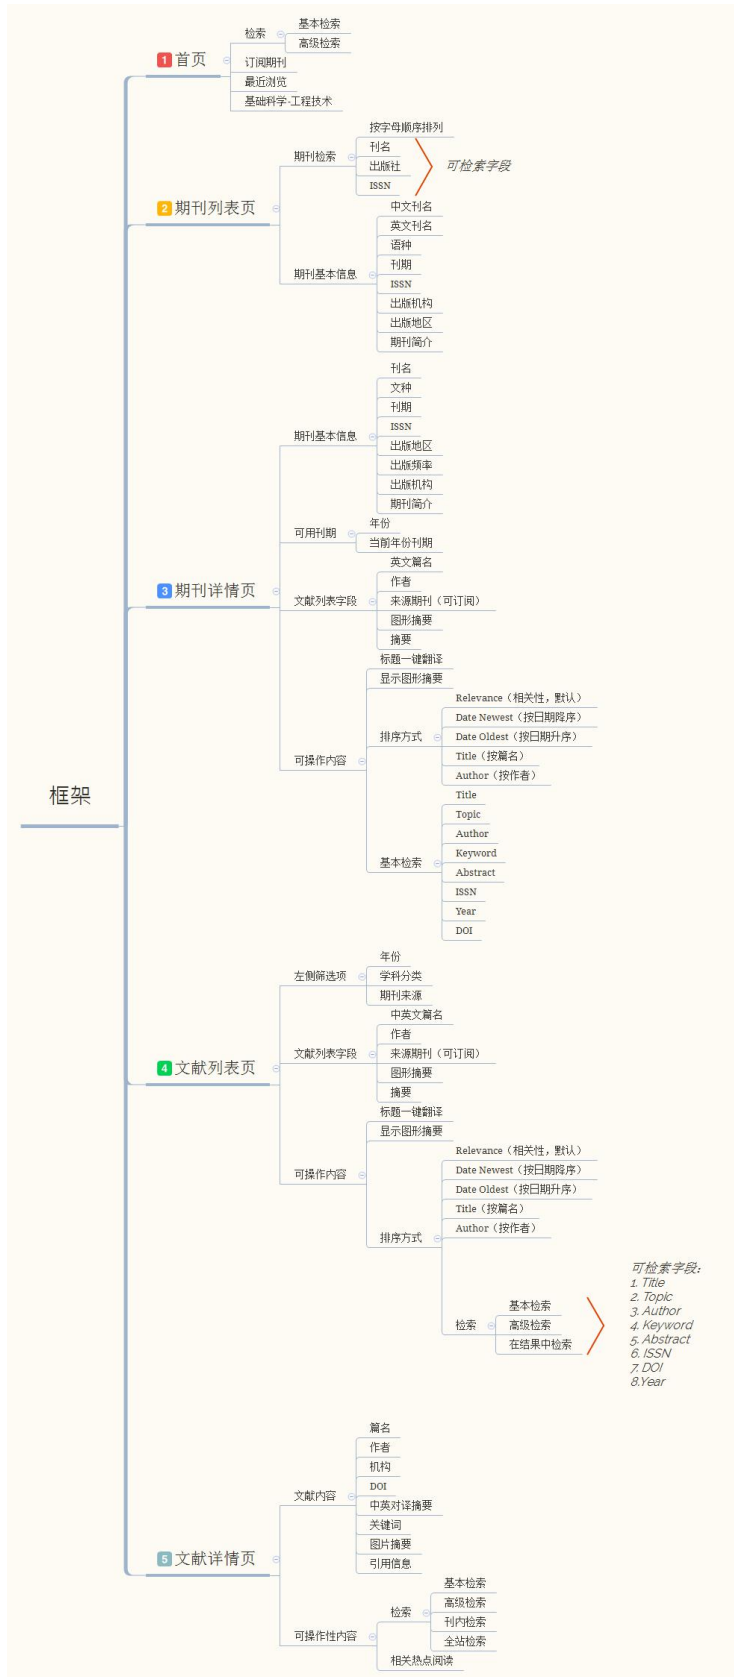 框架
1 首页
检索
基本检索
高级检索
订阅期刊
最近浏览
基础科学-工程技术
2 期刊列表页
期刊检索
按字母顺序排列
刊名
出版社
ISSN
可检素字段
期刊基本信息
中文刊名
英文刊名
语种
刊期
ISSN
出版机构
出版地区
期刊简介
3 期刊详情页
期刊基本信息
刊名
文种
刊期
ISSN
出版地区
出版频率
出版机构
期刊简介
可用刊期
年份
当前年份刊期
文献列表字段
英文篇名
作者
来源期刊（可订阅）
图形摘要
摘要
可操作内容
标题一键翻译
显示图形摘要
排序方式
Relevance（相关性，默认）
Date Newest（按日期降序）
Date Oldest（按日期升序）
Title（按篇名）
Author（按作者）
基本检索
Title
Topic
Author
Keyword
Abstract
ISSN
Year
DOI
4 文献列表页
左侧筛选项
年份
学科分类
期刊来源
文献列表字段
中英文篇名
作者
来源期刊（可订阅）
图形摘要
摘要
可操作内容
标题一键翻译
显示图形摘要
排序方式
Relevance（相关性，默认）
Date Newest（按日期降序）
Date Oldest（按日期升序）
Title（按篇名）
Author（按作者）
检索
基本检索
高级检索
在结果中检索
可检素字段：
1. Title
2. Topic
3. Author
4. Keyword
5. Abstract
6. ISSN
7. DOI
8.Year
5 文献详情页
文献内容
篇名
作者
机构
DOI
中英对译摘要
关键词
图片摘要
引用信息
可操作性内容
检索
基本检索
高级检索
刊内检索
全站检索
相关热点阅读